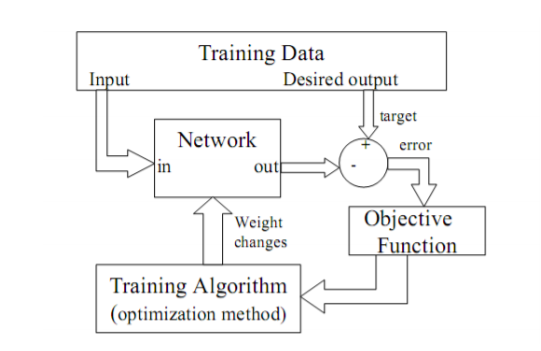 Training Data
Input Desired output
target
+ error
Network
in out
-
Objective
Function
Weight
changes
Training Algorithm
(optimization method)